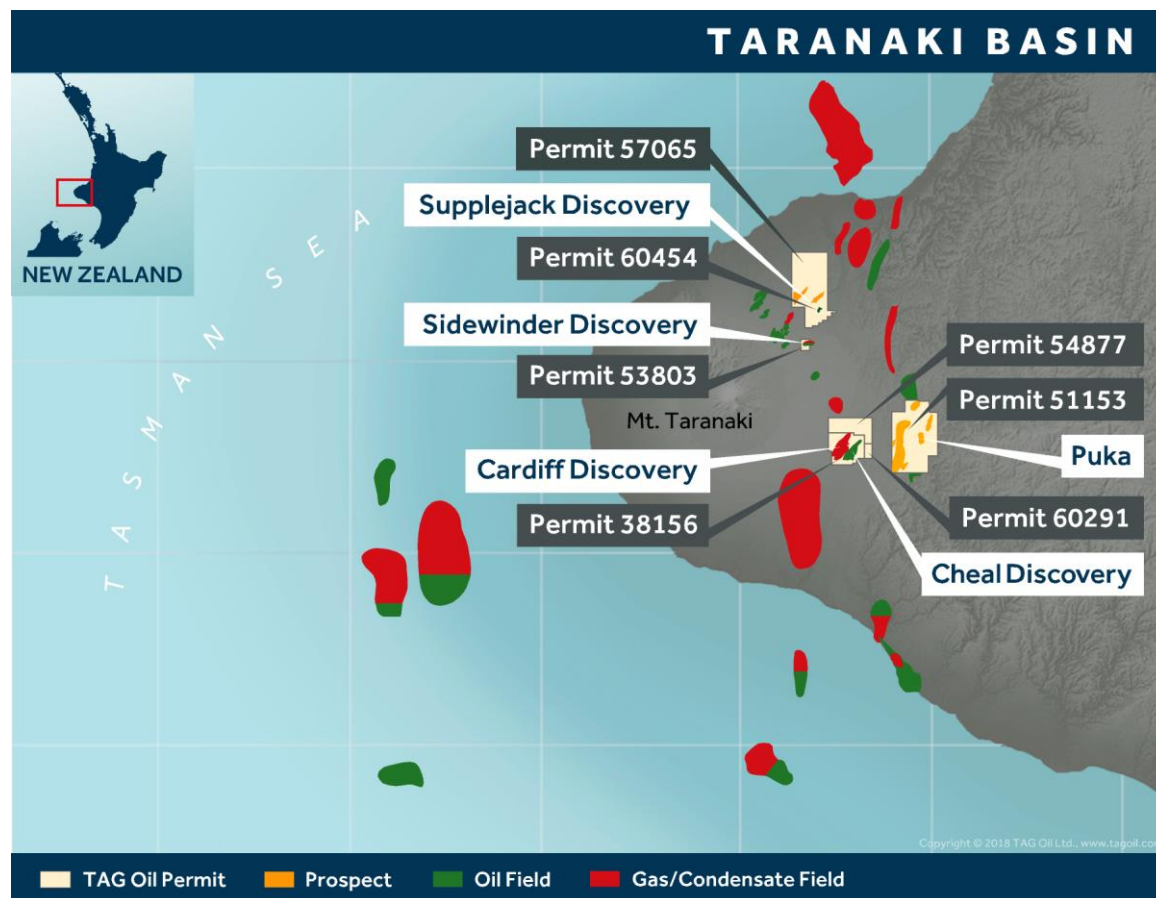 TARANAKI BASIN
NEW ZEALAND
TASMAN SEA
Permit 57065
Supplejack Discovery
Permit 60454
Sidewinder Discovery
Permit 53803
Mt. Taranaki
Cardiff Discovery
Permit 38156
Permit 54877
Permit 51153
Puka
Permit 60291
Cheal Discovery
Copyright © 2018 TAG Oil Ltd., www.tagoil.com
TAG Oil Permit
Prospect
Oil Field
Gas/Condensate Field